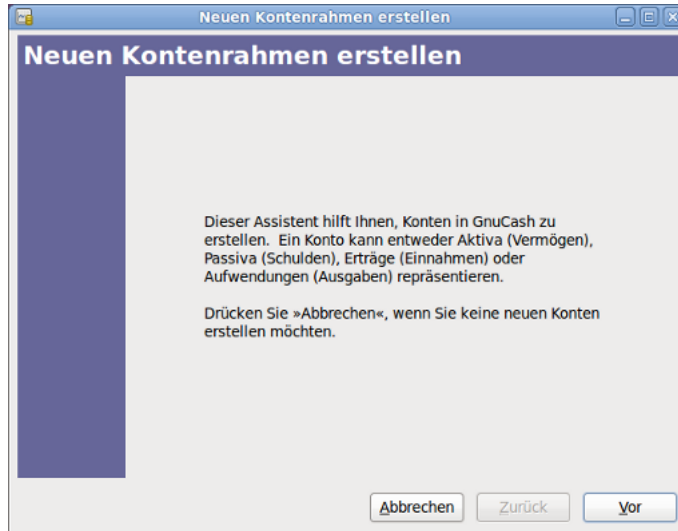 Neuen Kontenrahmen erstellen
Neuen Kontenrahmen erstellen
Dieser Assistent hilft Ihnen, Konten in GnuCash zu
erstellen. Ein Konto kann entweder Aktiva (Vermögen),
Passiva (Schulden), Erträge (Einnahmen) oder
Aufwendungen (Ausgaben) repräsentieren.
Drücken Sie »Abbrechen«, wenn Sie keine neuen Konten
erstellen möchten.
Abbrechen Zurück Vor